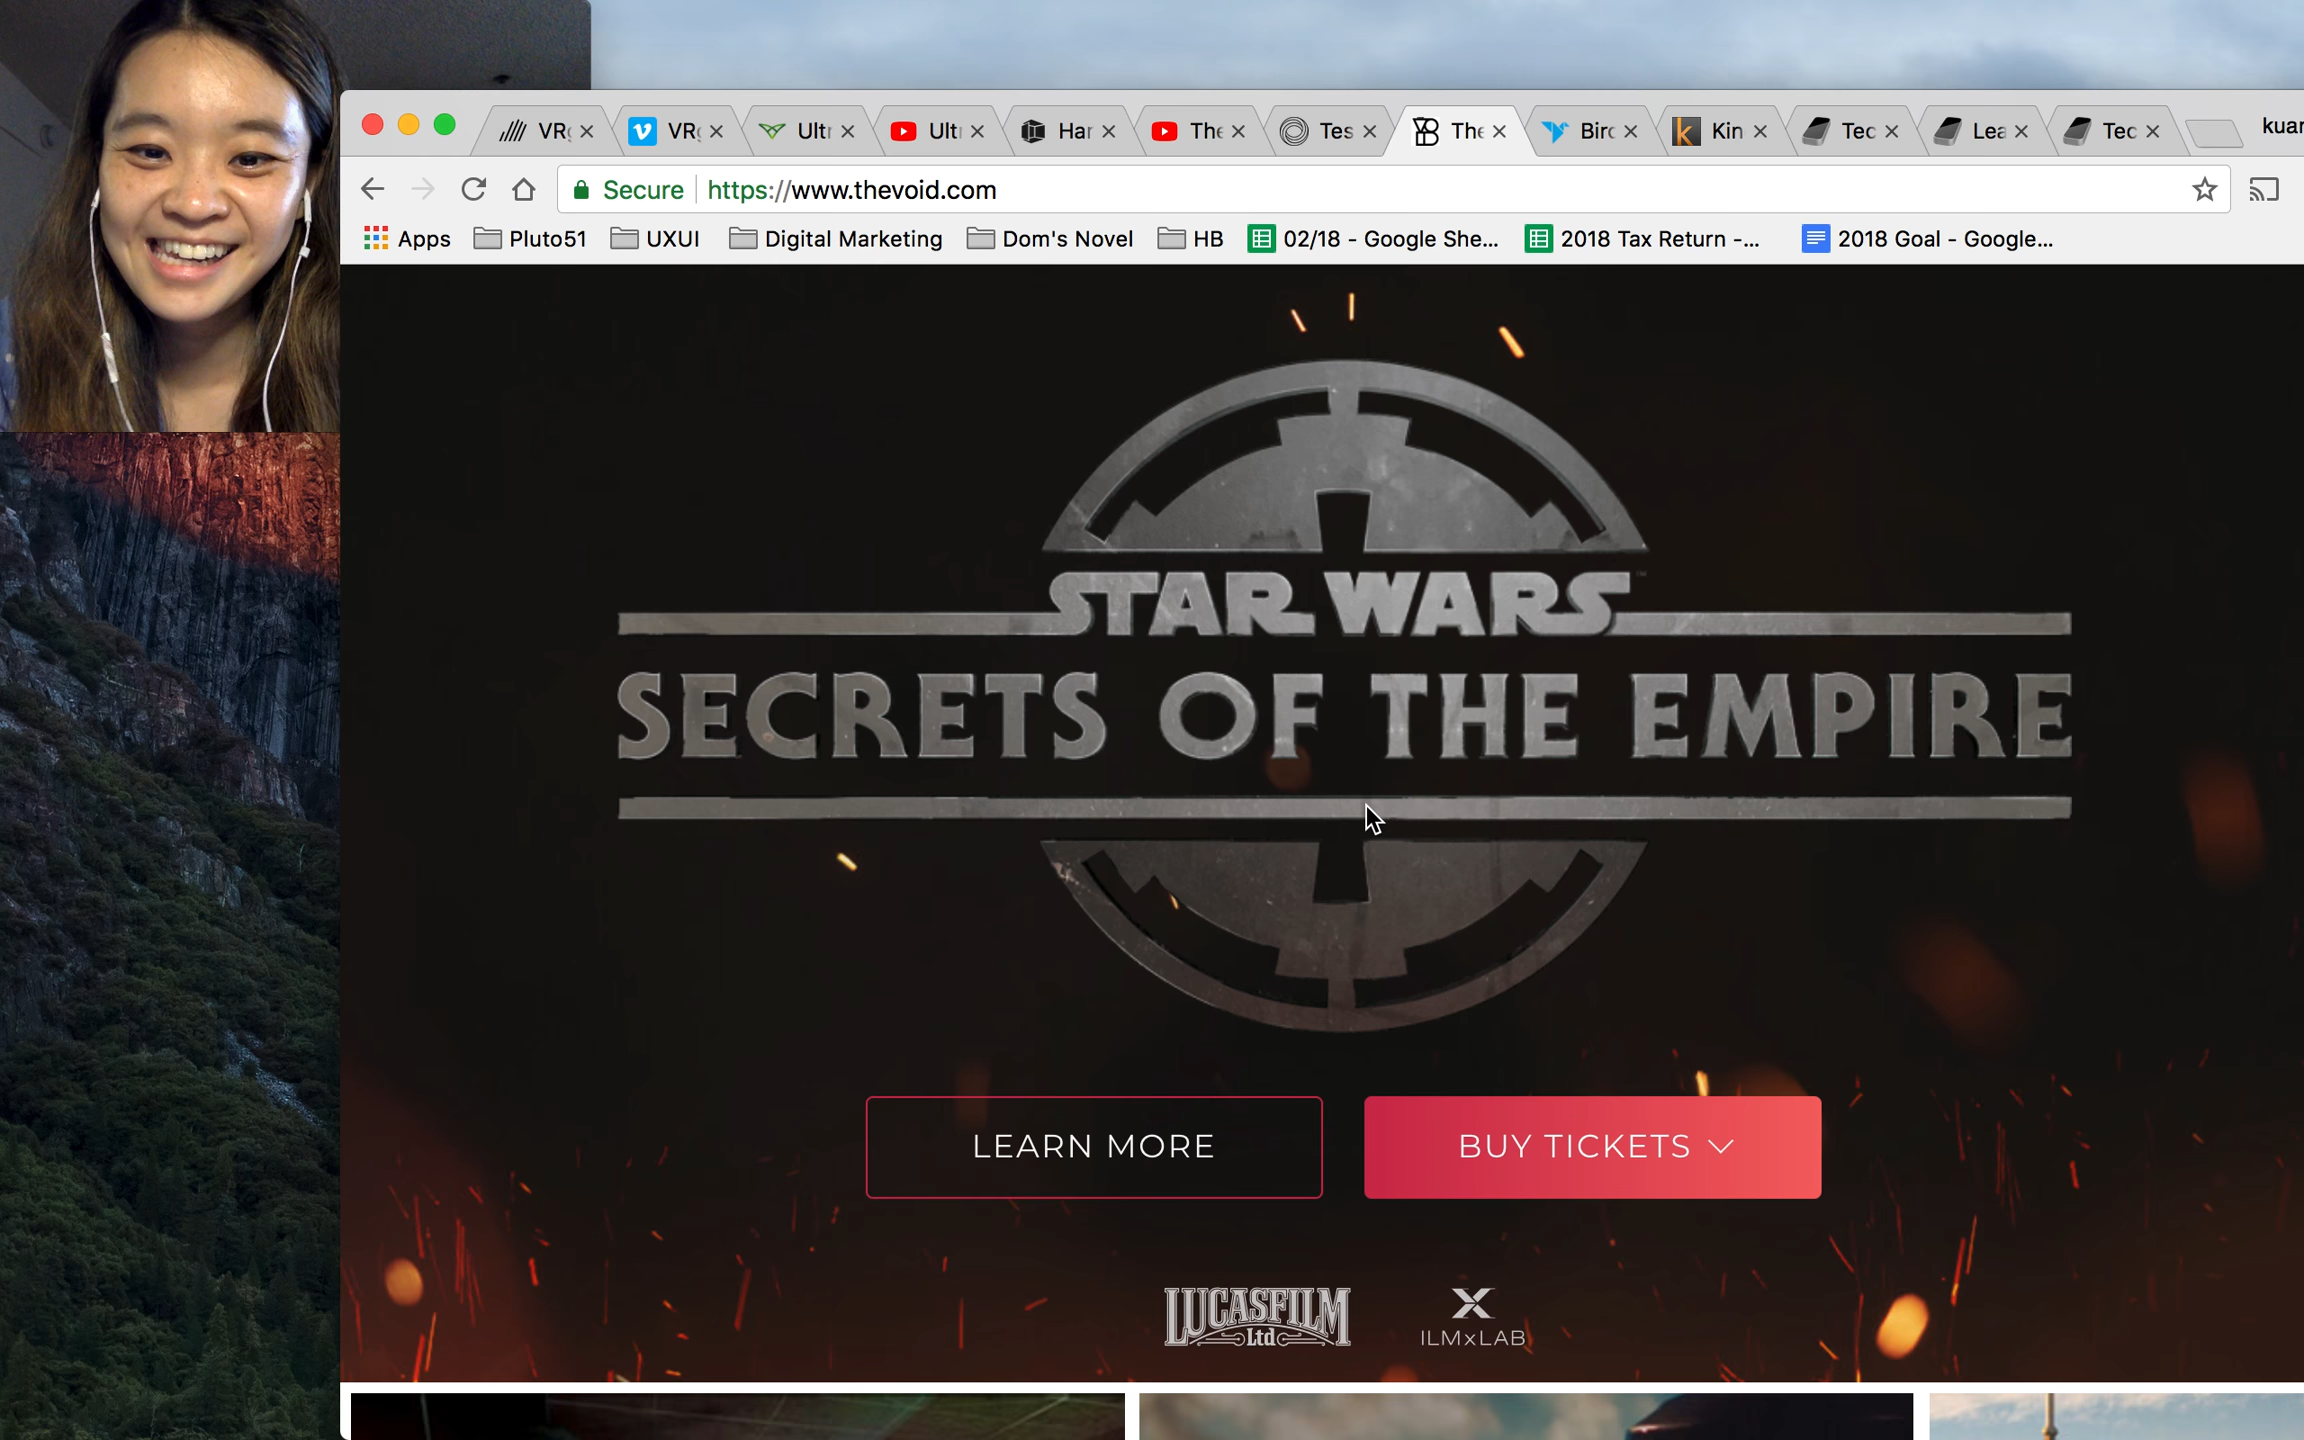 VR
VR
Ult
Ult
Har
The
Tes
The
Bird
Kin
Tec
Lea
Tec
kuan
Secure https://www.thevoid.com
Apps Pluto51 UXUI Digital Marketing Dom's Novel HB 02/18 - Google She... 2018 Tax Return -... 2018 Goal - Google...
STAR WARS
SECRETS OF THE EMPIRE
LEARN MORE
BUY TICKETS
LUCASFILM
Ltd
ILMxLAB